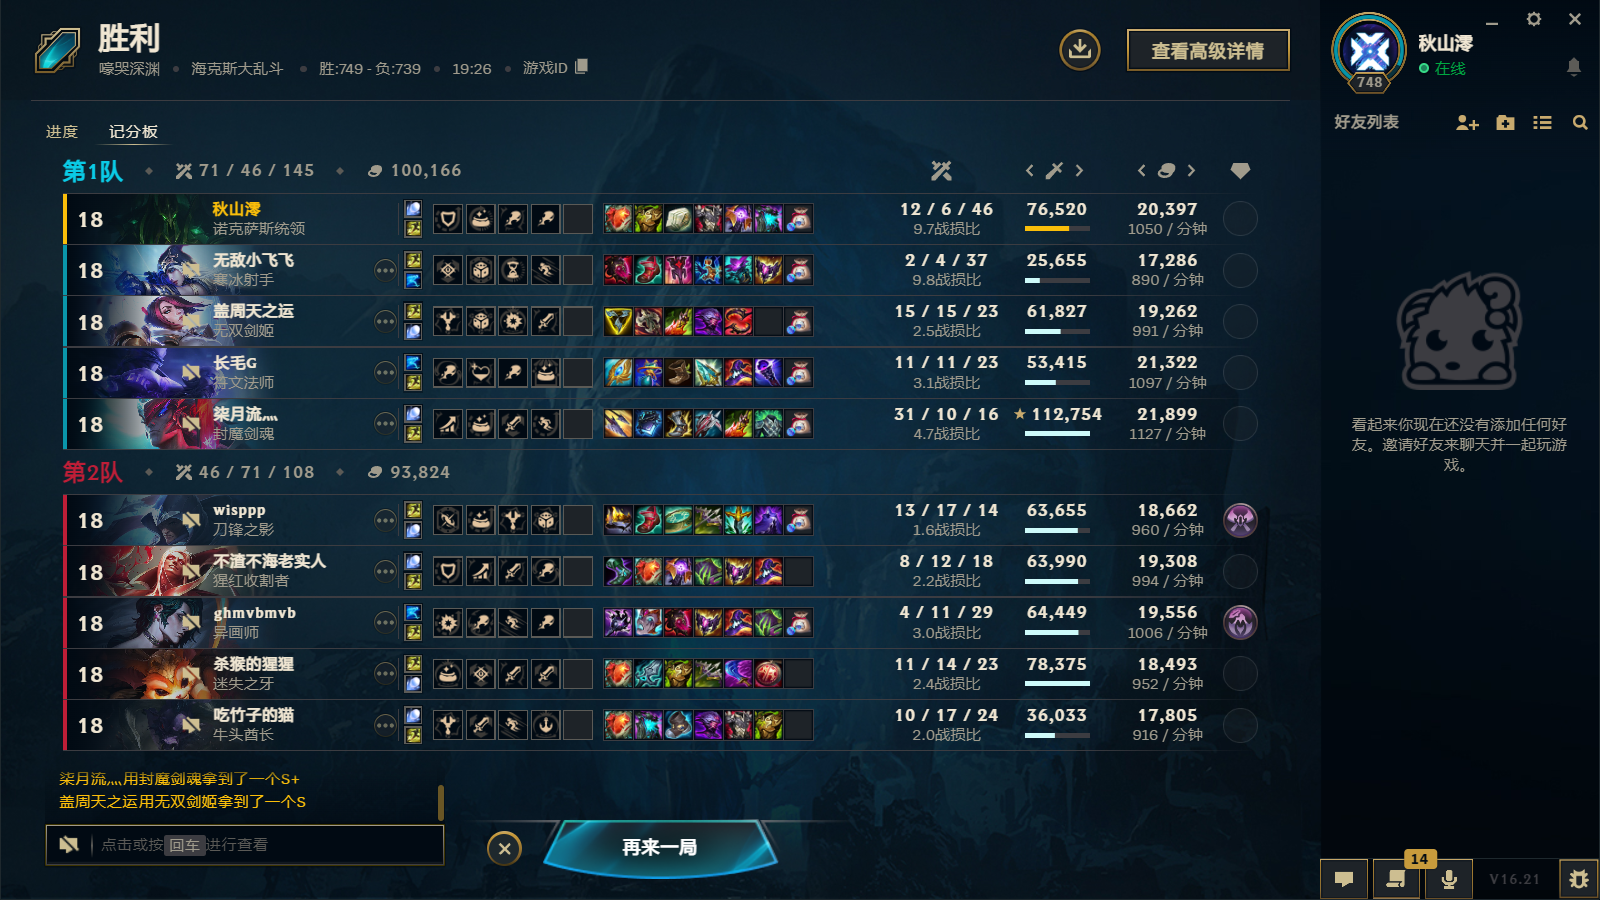 胜利
嚎哭深渊 • 海克斯大乱斗 • 胜:749 - 负:739 • 19:26 • 游戏ID
查看高级详情
进度 记分板
第1队 71 / 46 / 145 100,166
18 秋山澪 诺克萨斯统领 12 / 6 / 46 9.7战损比 76,520 20,397 1050 / 分钟
18 无敌小飞飞 寒冰射手 2 / 4 / 37 9.8战损比 25,655 17,286 890 / 分钟
18 盖周天之运 无双剑姬 15 / 15 / 23 2.5战损比 61,827 19,262 991 / 分钟
18 长毛G 符文法师 11 / 11 / 23 3.1战损比 53,415 21,322 1097 / 分钟
18 柒月流灬 封魔剑魂 31 / 10 / 16 4.7战损比 112,754 21,899 1127 / 分钟
第2队 46 / 71 / 108 93,824
18 wisppp 刀锋之影 13 / 17 / 14 1.6战损比 63,655 18,662 960 / 分钟
18 不渣不海老实人 猩红收割者 8 / 12 / 18 2.2战损比 63,990 19,308 994 / 分钟
18 ghmvbmvb 异画师 4 / 11 / 29 3.0战损比 64,449 19,556 1006 / 分钟
18 杀猴的猩猩 迷失之牙 11 / 14 / 23 2.4战损比 78,375 18,493 952 / 分钟
18 吃竹子的猫 牛头酋长 10 / 17 / 24 2.0战损比 36,033 17,805 916 / 分钟
柒月流灬用封魔剑魂拿到了一个S+
盖周天之运用无双剑姬拿到了一个S
点击或按回车进行查看
再来一局
秋山澪
在线
748
好友列表
看起来你现在还没有添加任何好
友。邀请好友来聊天并一起玩游
戏。
14
V16.21